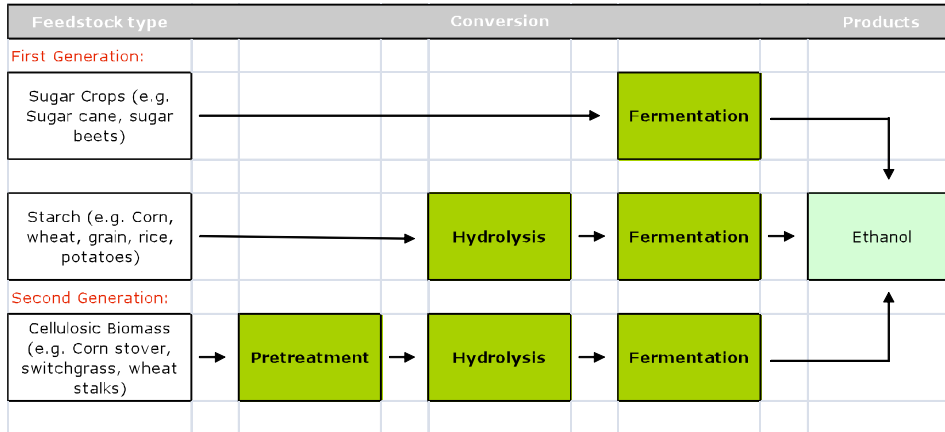 Feedstock type Conversion Products
First Generation:
Sugar Crops (e.g.
Sugar cane, sugar
beets)
Fermentation
Starch (e.g. Corn,
wheat, grain, rice,
potatoes)
Hydrolysis
Fermentation
Ethanol
Second Generation:
Cellulosic Biomass
(e.g. Corn stover,
switchgrass, wheat
stalks)
Pretreatment
Hydrolysis
Fermentation